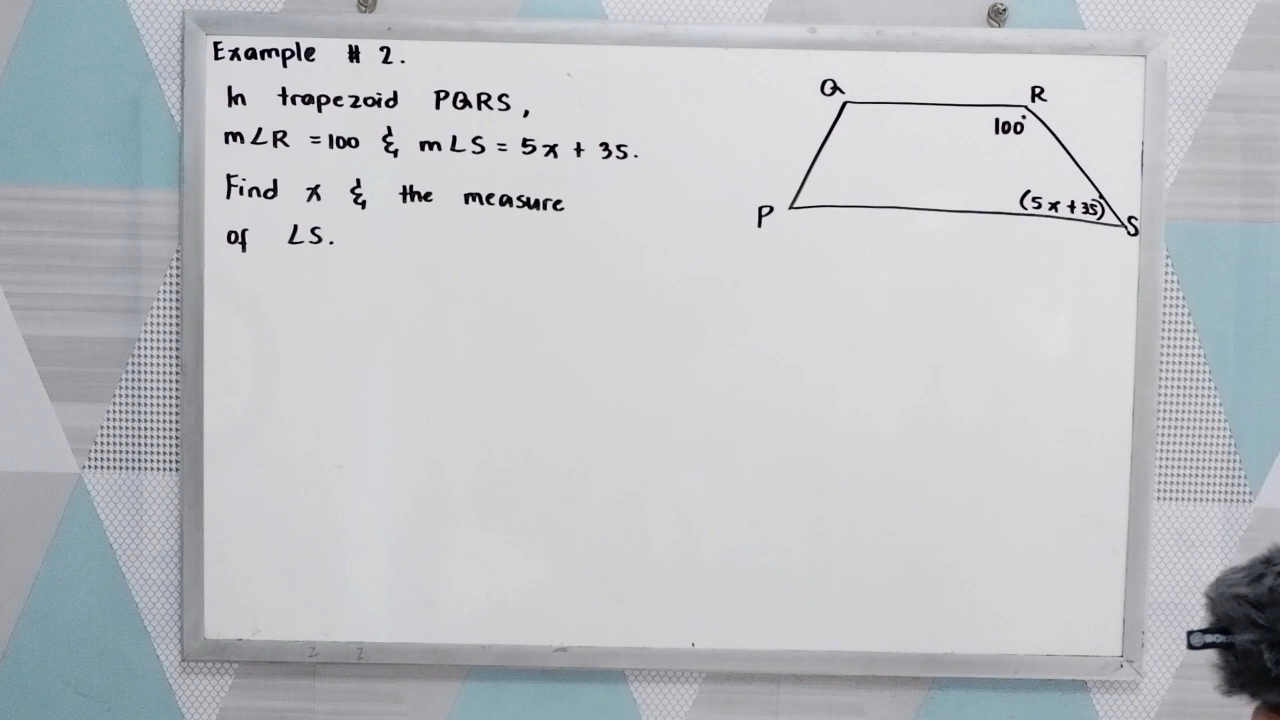 Example # 2.
In trapezoid PQRS,
m∠R = 100 & m∠S = 5x + 35.
Find x & the measure
of ∠S.
Q
R
100°
(5x+35)
P
S